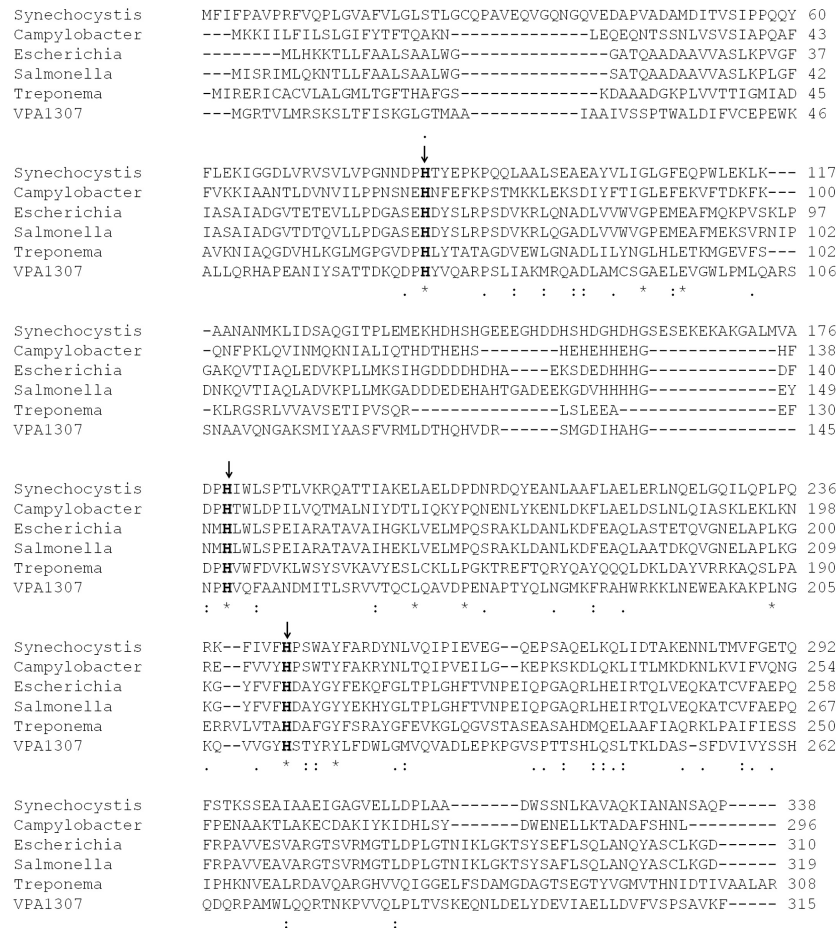 Synechocystis MFIFPAVPRFVQPLGVAFVLGLSTLGCQPAVEQVGQNGQVEDAPVADAMDITVSIPPQQY 60
Campylobacter ---MKKIILFILSLGIFYTFTQAKN-------------LEQEQNTSSNLVSVSIAPQAF 43
Escherichia --------MLHKKTLLFAALSAALWG---------------GATQAADAAVVASLKPVGF 37
Salmonella ---MISRIMLQKNTLLFAALSAALWG---------------SATQAADAAVVASLKPLGF 42
Treponema ---MIRERICACVLALGMLTGFTHAFGS-------------KDAAADGKPLVVTTIGMIAD 45
VPA1307 ---MGRTVLMRSKSLTFISKGLGTMAA------------IAAIVSSPTWALDIFVCEPEWK 46
.
↓
Synechocystis FLEKIGGDLVRVSVLVPGNNDPHTYEPKPQQLAALSEAEAYVLIGLGFEQPWLEKLK--- 117
Campylobacter FVKKIAANTLDVNVILPPNSNEHNFEFKPSTMKKLEKSDIYFTIGLEFEKVFTDKFK--- 100
Escherichia IASAIADGVTETEVLLPDGASEHDYSLRPSDVKRLQNADLVVWVGPEMEAFMQKPVSKLP 97
Salmonella IASAIADGVTDTQVLLPDGASEHDYSLRPSDVKRLQGADLVVWVGPEMEAFMEKSVRNIP 102
Treponema AVKNIAQGDVHLKGLMGPGVDPHLYTATAGDVEWLGNADLILYNGLHLETKMGEVFS--- 102
VPA1307 ALLQRHAPEANIYSATTDKQDPHYVQARPSLIAKMRQADLAMCSGAELEVGWLPMLQARS 106
. * . : : :: * :* .
Synechocystis -AANANMKLIDSAQGITPLEMEKHDHSHGEEEGHDDHSHDGHDHGSESEKEKAKGALMVA 176
Campylobacter -QNFPKLQVINMQKNIALIQTHDTHEHS--------HEHEHHEHG-------------HF 138
Escherichia GAKQVTIAQLEDVKPLLMKSIHGDDDDHDHA----EKSDEDHHHG-------------DF 140
Salmonella DNKQVTIAQLADVKPLLMKGADDDEDEHAHTGADEEKGDVHHHHG-------------EY 149
Treponema -KLRGSRLVVAVSETIPVSQR----------------LSLEEA---------------EF 130
VPA1307 SNAAVQNGAKSMIYAASFVRMLDTHQHVDR------SMGDIHAHG--------------- 145
↓
Synechocystis DPHIWLSPTLVKRQATTIAKELAELDPDNRDQYEANLAAFLAELERLNQELGQILQPLPQ 236
Campylobacter DPHTWLDPILVQTMALNIYDTLIQKYPQNENLYKENLDKFLAELDSLNLQIASKLEKLKN 198
Escherichia NMHLWLSPEIARATAVAIHGKLVELMPQSRAKLDANLKDFEAQLASTETQVGNELAPLKG 200
Salmonella NMHLWLSPEIARATAVAIHEKLVELMPQSRAKLDANLKDFEAQLAATDKQVGNELAPLKG 209
Treponema DPHVWFDVKLWSYSVKAVYESLCKLLPGKTREFTQRYQAYQQQLDKLDAYVRRKAQSLPA 190
VPA1307 NPHVQFAANDMITLSRVVTQCLQAVDPENAPTYQLNGMKFRAHWRKKLNEWEAKAKPLNG 205
: * : : * * . : . *
↓
Synechocystis RK--FIVFHPSWAYFARDYNLVQIPIEVEG--QEPSAQELKQLIDTAKENNLTMVFGETQ 292
Campylobacter RE--FVVYHPSWTYFAKRYNLTQIPVEILG--KEPKSKDLQKLITLMKDKNLKVIFVQNG 254
Escherichia KG--YFVFHDAYGYFEKQFGLTPLGHFTVNPEIQPGAQRLHEIRTQLVEQKATCVFAEPQ 258
Salmonella KG--YFVFHDAYGYYEKHYGLTPLGHFTVNPEIQPGAQRLHEIRTQLVEQKATCVFAEPQ 267
Treponema ERRVLVTAHDAFGYFSRAYGFEVKGLQGVSTASEASAHDMQELAAFIAQRKLPAIFIESS 250
VPA1307 KQ--VVGYHSTYRYLFDWLGMVQVADLEPKPGVSPTTSHLQSLTKLDAS-SFDVIVYSSH 262
. . * :: * .: .. : ::.: . . :. .
Synechocystis FSTKSSEAIAAEIGAGVELLDPLAA-------DWSSNLKAVAQKIANANSAQP----- 338
Campylobacter FPENAAKTLAKECDAKIYKIDHLSY-------DWENELLKTADAFSHNL--------- 296
Escherichia FRPAVVESVARGTSVRMGTLDPLGTNIKLGKTSYSEFLSQLANQYASCLKGD------ 310
Salmonella FRPAVVEAVARGTSVRMGTLDPLGTNIKLGKTSYSAFLSQLANQYASCLKGD------ 319
Treponema IPHKNVEALRDAVQARGHVVQIGGELFSDAMGDAGTSEGTYVGMVTHNIDTIVAALAR 308
VPA1307 QDQRPAMWLQQRTNKPVVQLPLTVSKEQNLDELYDEVIAELLDVFVSPSAVKF----- 315
: :